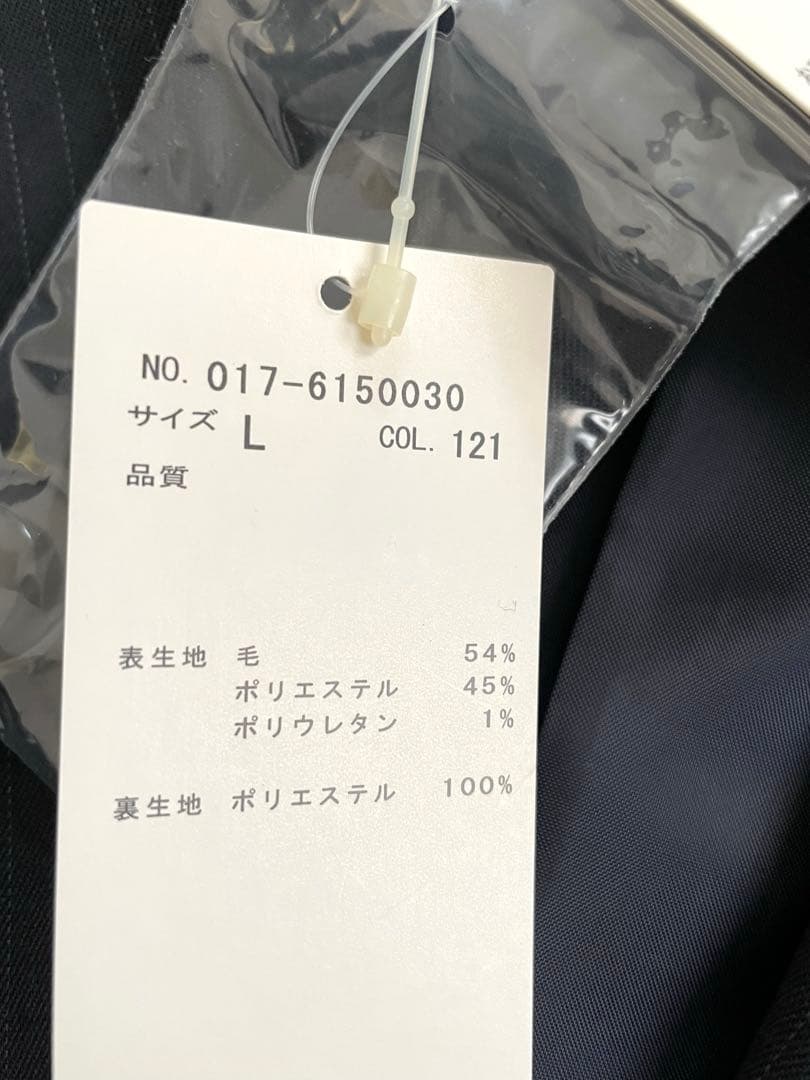 NO. 017-6150030
サイズ L COL. 121
品質
表生地 毛 54%
ポリエステル 45%
ポリウレタン 1%
裏生地 ポリエステル 100%